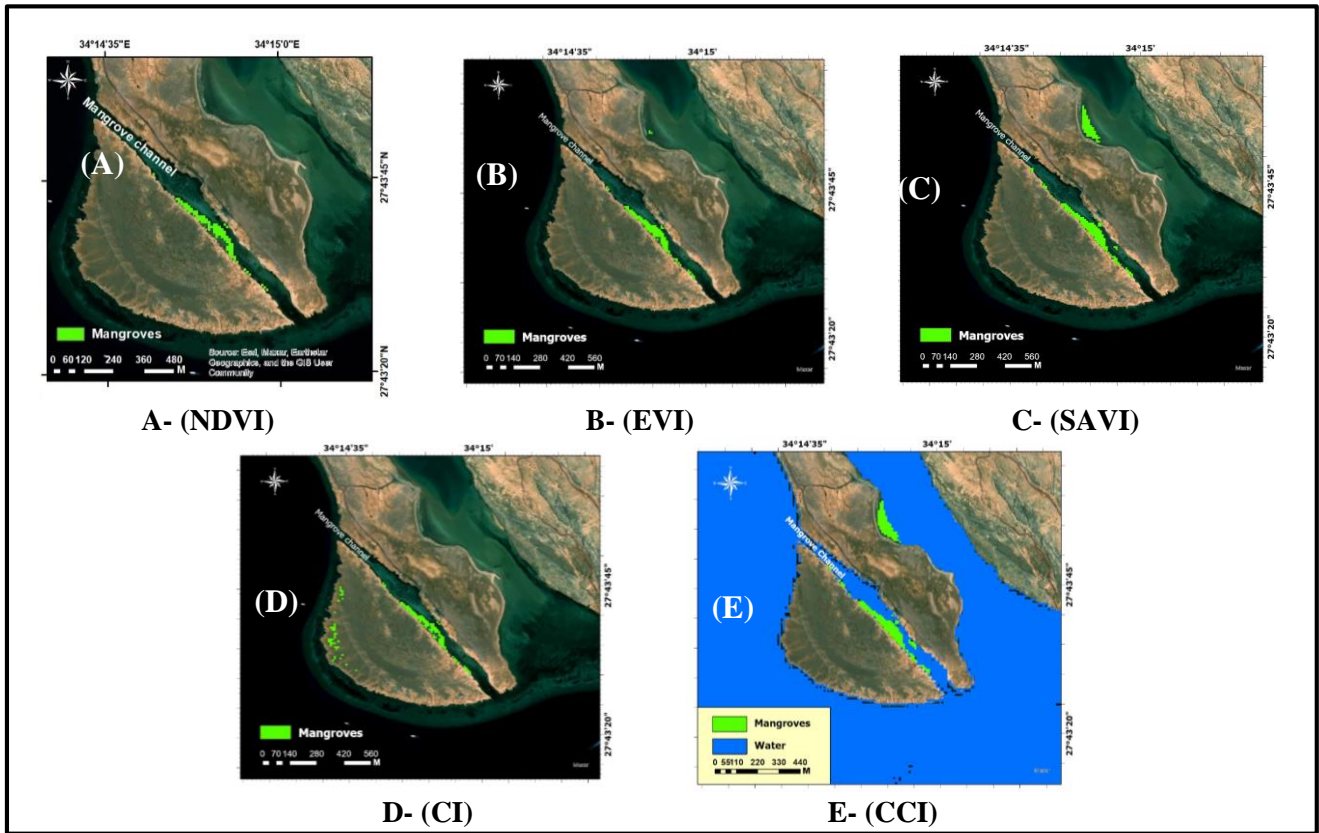 34°14'35"E 34°15'0"E
Mangrove channel
(A)
27°43'45"N
Mangroves
0 60 120 240 360 480
M
Source: Esri, Maxar, Earthstar
Geographics, and the GIS User
Community
27°43'20"N
A- (NDVI)
34°14'35" 34°15'
Mangrove channel
(B)
27°43'45"
Mangroves
0 70 140 280 420 560
M
Maxar
27°43'20"
B- (EVI)
34°14'35" 34°15'
Mangrove channel
(C)
27°43'45"
Mangroves
0 70 140 280 420 560
M
Maxar
27°43'20"
C- (SAVI)
34°14'35" 34°15'
Mangrove channel
(D)
27°43'45"
Mangroves
0 70 140 280 420 560
M
Maxar
27°43'20"
D- (CI)
34°14'35" 34°15'
Mangrove Channel
(E)
27°43'45"
Mangroves
Water
0 55 110 220 330 440
M
27°43'20"
E- (CCI)